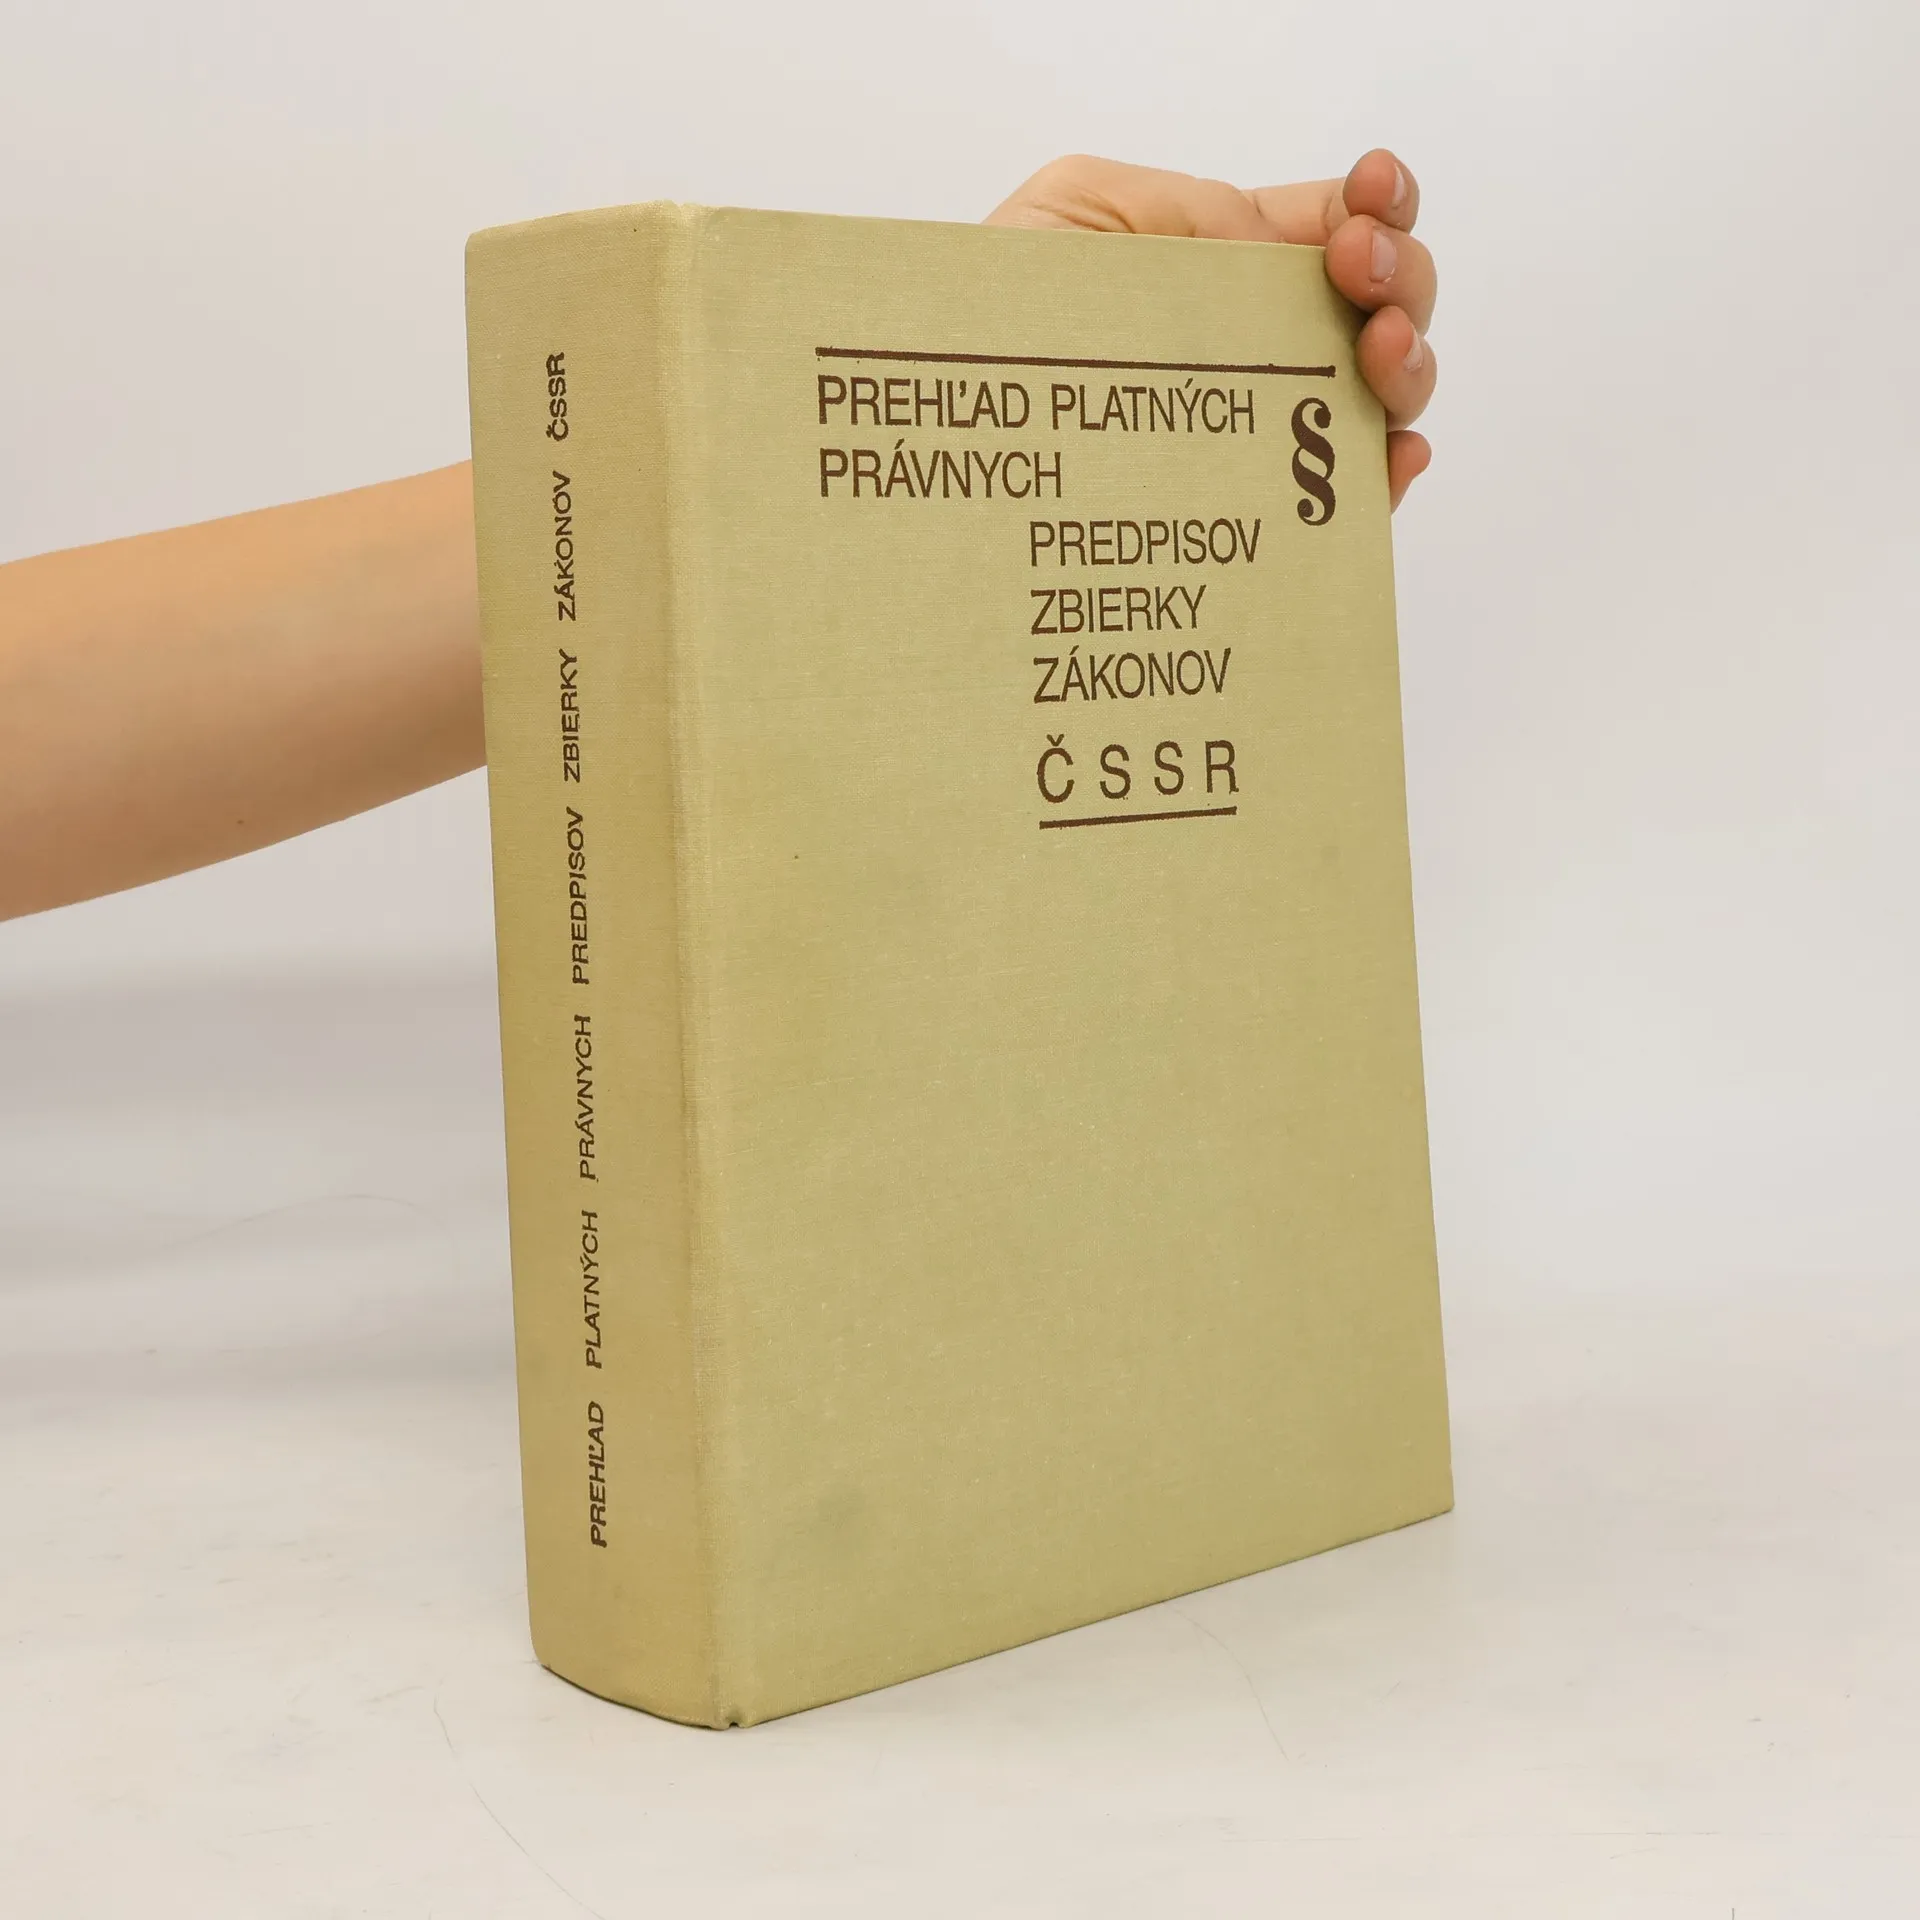 PREHĽAD PLATNÝCH PRÁVNYCH PREDPISOV ZBIERKY ZÁKONOV ČSSR
PREHĽAD PLATNÝCH
PRÁVNYCH
§
PREDPISOV
ZBIERKY
ZÁKONOV
ČSSR